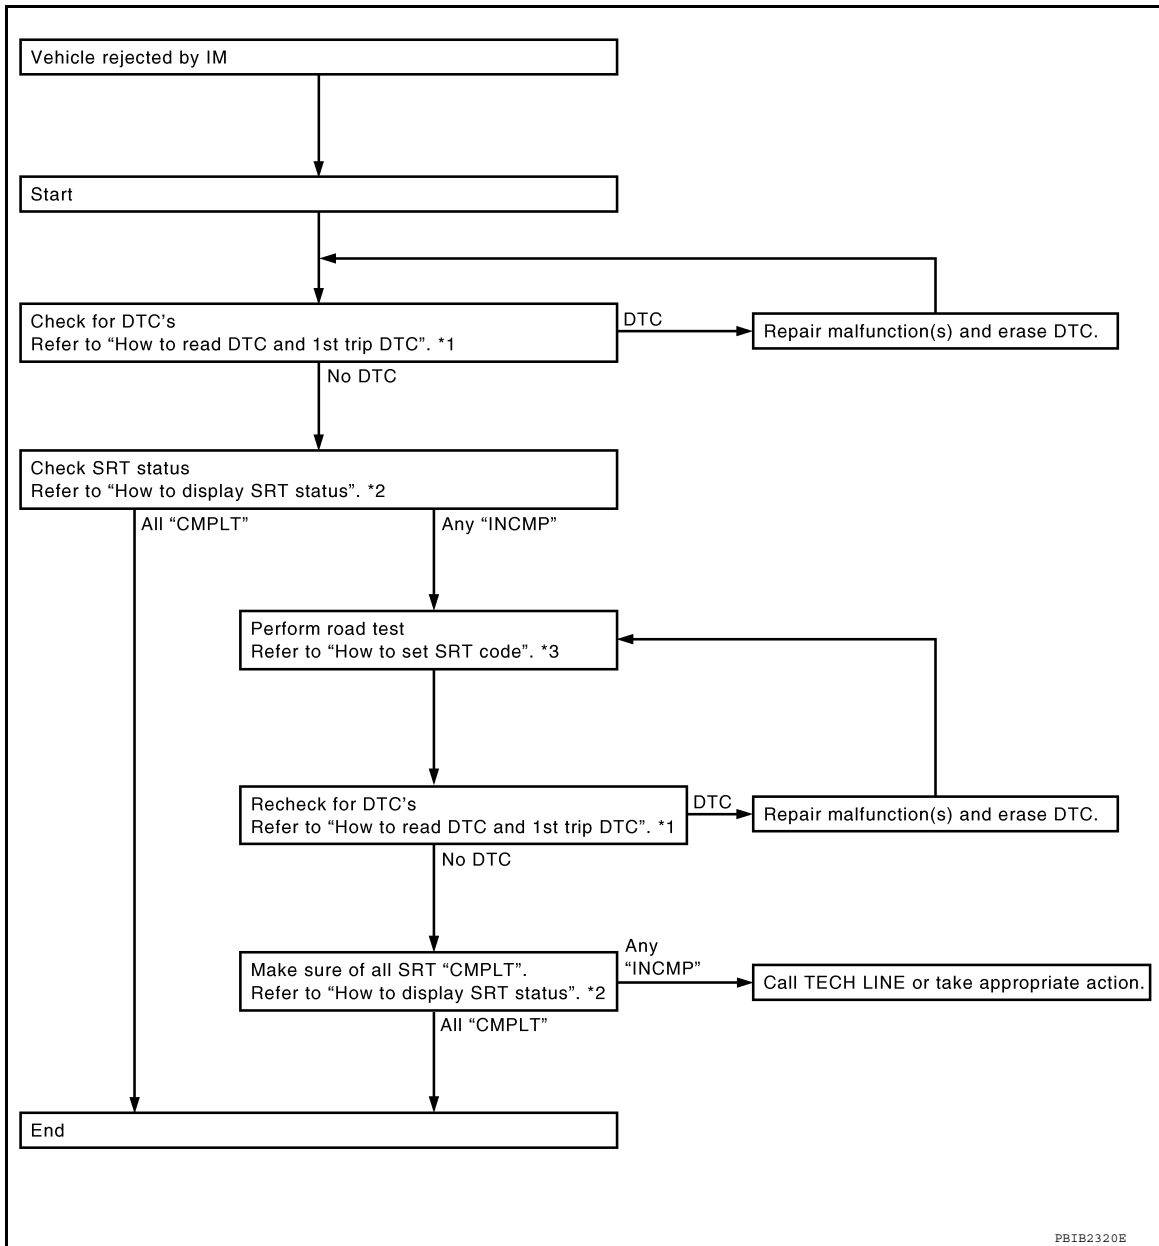 Vehicle rejected by IM
Start
Check for DTC's
Refer to “How to read DTC and 1st trip DTC”. *1
DTC
Repair malfunction(s) and erase DTC.
No DTC
Check SRT status
Refer to “How to display SRT status”. *2
All “CMPLT”
Any “INCMP”
Perform road test
Refer to “How to set SRT code”. *3
Recheck for DTC's
Refer to “How to read DTC and 1st trip DTC”. *1
DTC
Repair malfunction(s) and erase DTC.
No DTC
Make sure of all SRT “CMPLT”.
Refer to “How to display SRT status”. *2
Any
“INCMP”
Call TECH LINE or take appropriate action.
All “CMPLT”
End
PBIB2320E